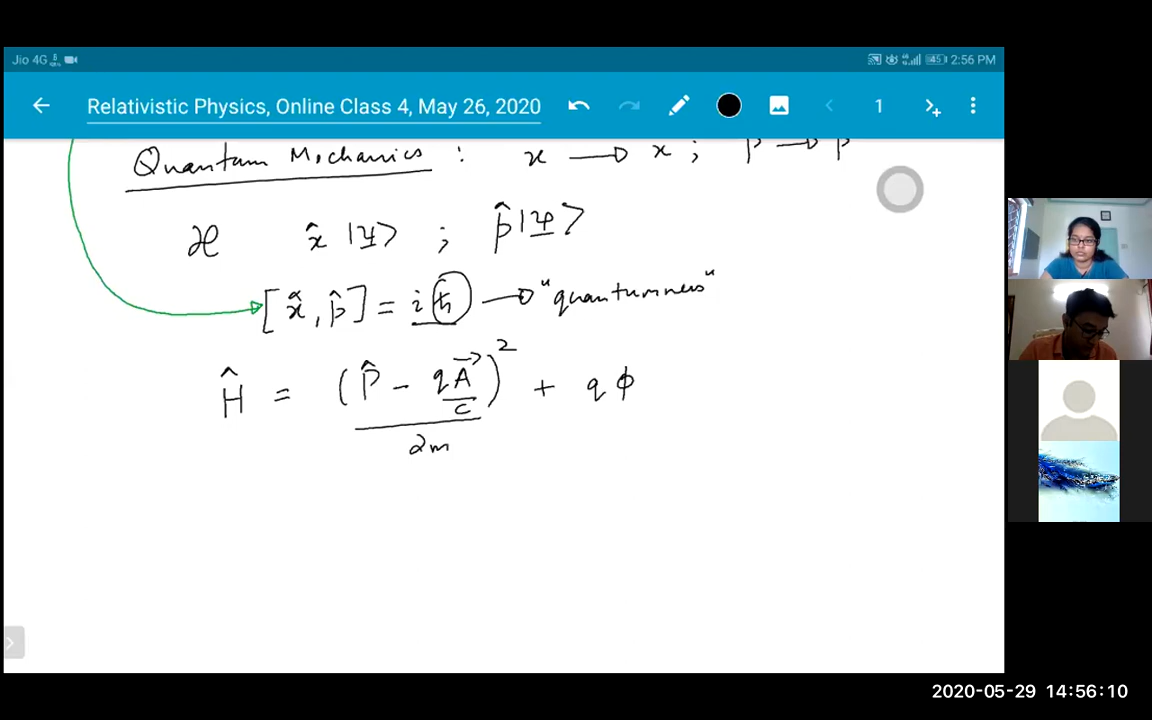 Jio 4G 2:56 PM
Relativistic Physics, Online Class 4, May 26, 2020 1
Quantum Mechanics : x → x ; p → p
ℋ x̂ |Ψ> ; p̂ |Ψ>
[x̂, p̂] = iħ → "quantumness"
Ĥ = (P̂ - qA⃗/c)² / 2m + qϕ
2020-05-29 14:56:10